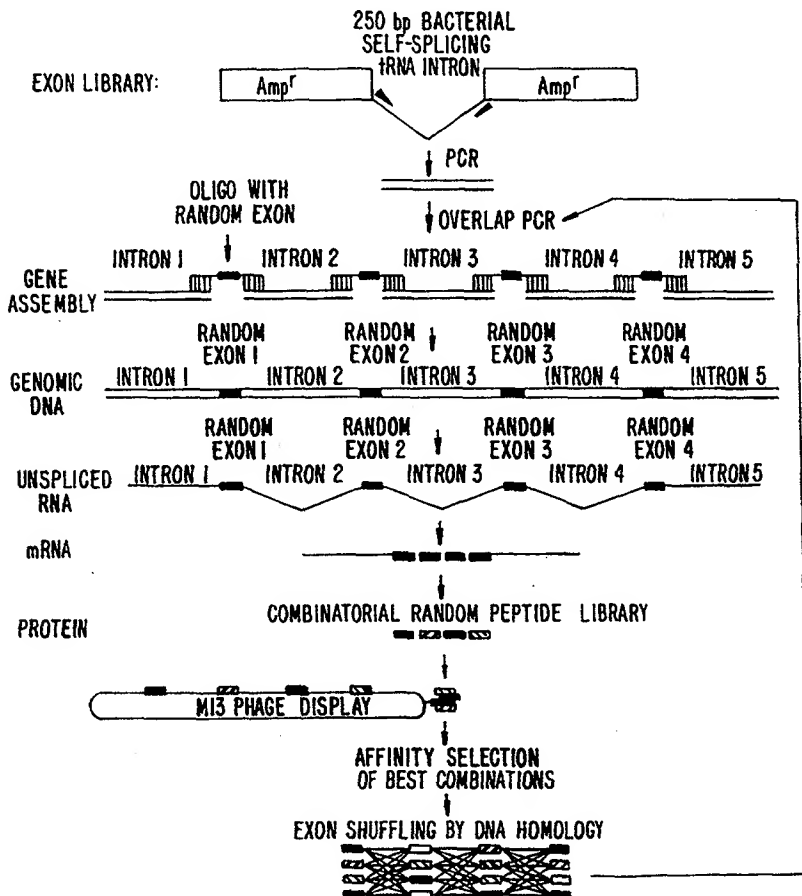 250 bp BACTERIAL
SELF-SPLICING
tRNA INTRON
EXON LIBRARY:
Ampr
Ampr
PCR
OLIGO WITH
RANDOM EXON
OVERLAP PCR
INTRON 1
INTRON 2
INTRON 3
INTRON 4
INTRON 5
GENE
ASSEMBLY
RANDOM
EXON 1
RANDOM
EXON 2
RANDOM
EXON 3
RANDOM
EXON 4
GENOMIC
DNA
INTRON 1
INTRON 2
INTRON 3
INTRON 4
INTRON 5
RANDOM
EXON 1
RANDOM
EXON 2
RANDOM
EXON 3
RANDOM
EXON 4
UNSPLICED
RNA
INTRON 1
INTRON 2
INTRON 3
INTRON 4
INTRON 5
mRNA
PROTEIN
COMBINATORIAL RANDOM PEPTIDE LIBRARY
M13 PHAGE DISPLAY
AFFINITY SELECTION
OF BEST COMBINATIONS
EXON SHUFFLING BY DNA HOMOLOGY